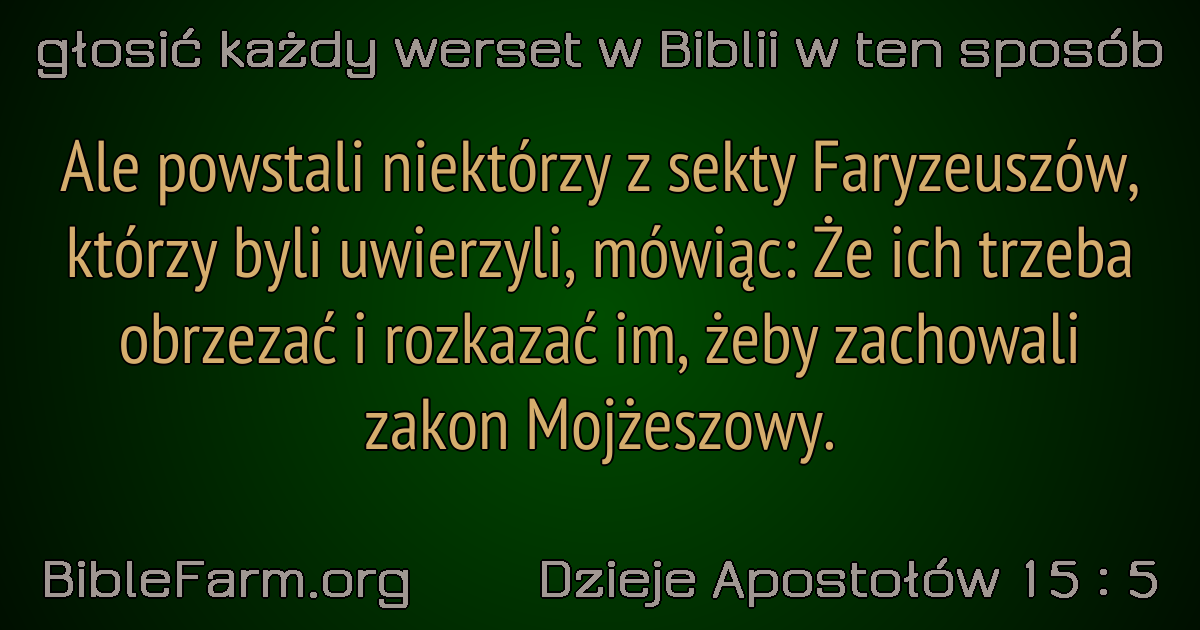 głosić każdy werset w Biblii w ten sposób
Ale powstali niektórzy z sekty Faryzeuszów,
którzy byli uwierzyli, mówiąc: Że ich trzeba
obrzezać i rozkazać im, żeby zachowali
zakon Mojżeszowy.
BibleFarm.org Dzieje Apostołów 15 : 5